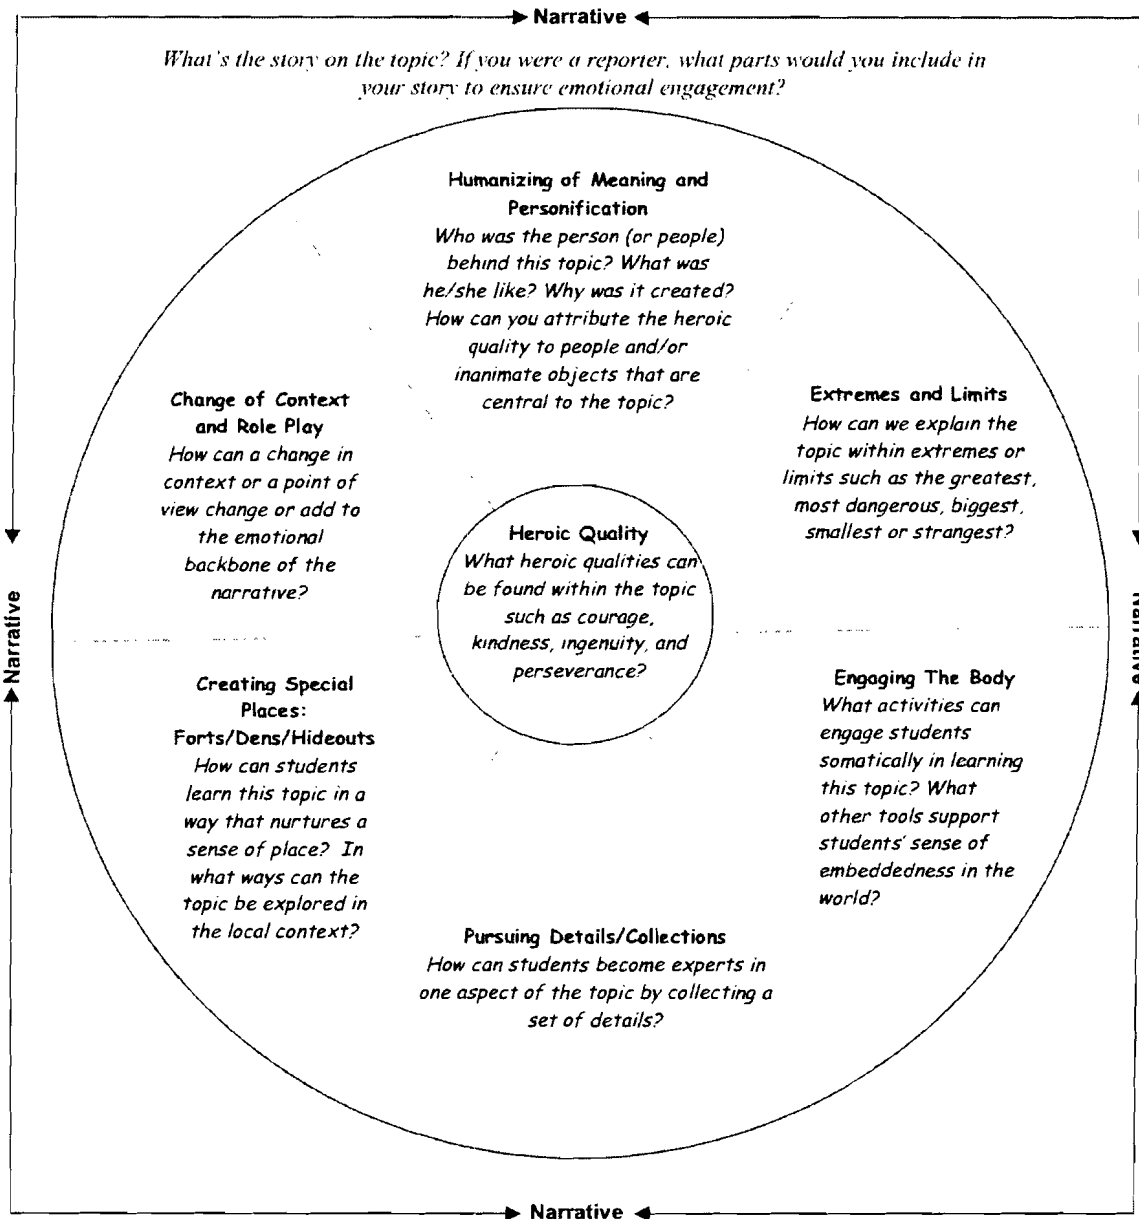 Narrative
What's the story on the topic? If you were a reporter, what parts would you include in
your story to ensure emotional engagement?
Humanizing of Meaning and
Personification
Who was the person (or people)
behind this topic? What was
he/she like? Why was it created?
How can you attribute the heroic
quality to people and/or
inanimate objects that are
central to the topic?
Change of Context
and Role Play
How can a change in
context or a point of
view change or add to
the emotional
backbone of the
narrative?
Extremes and Limits
How can we explain the
topic within extremes or
limits such as the greatest,
most dangerous, biggest,
smallest or strangest?
Heroic Quality
What heroic qualities can
be found within the topic
such as courage,
kindness, ingenuity, and
perseverance?
Narrative
Narrative
Creating Special
Places:
Forts/Dens/Hideouts
How can students
learn this topic in a
way that nurtures a
sense of place? In
what ways can the
topic be explored in
the local context?
Engaging The Body
What activities can
engage students
somatically in learning
this topic? What
other tools support
students' sense of
embeddedness in the
world?
Pursuing Details/Collections
How can students become experts in
one aspect of the topic by collecting a
set of details?
Narrative